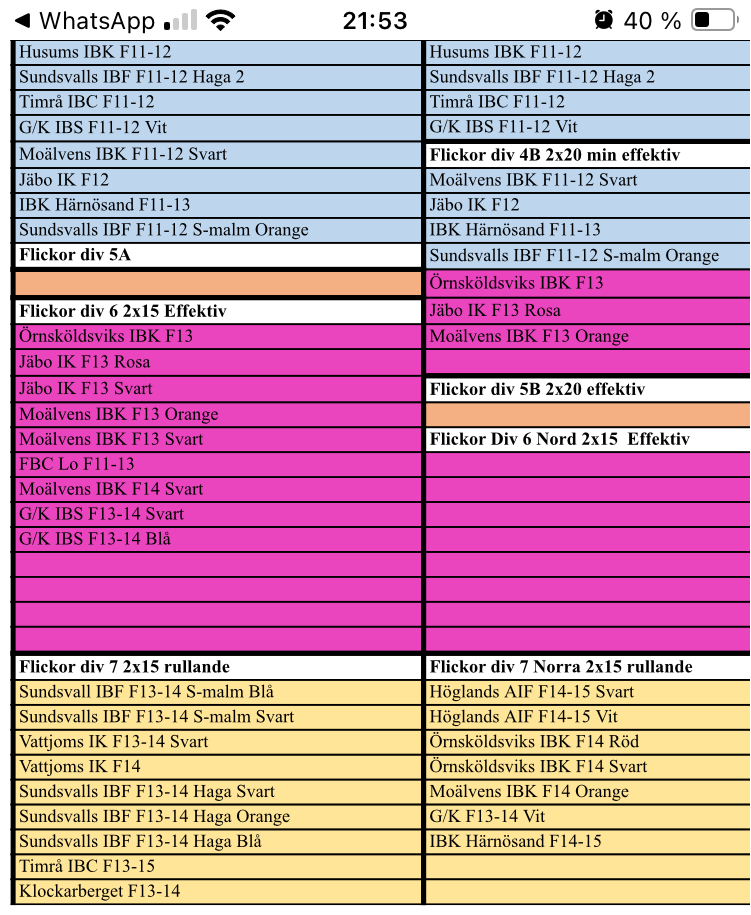 ◀ WhatsApp 21:53 40 %
Husums IBK F11-12
Sundsvalls IBF F11-12 Haga 2
Timrå IBC F11-12
G/K IBS F11-12 Vit
Moälvens IBK F11-12 Svart
Jäbo IK F12
IBK Härnösand F11-13
Sundsvalls IBF F11-12 S-malm Orange
Flickor div 5A
Flickor div 6 2x15 Effektiv
Örnsköldsviks IBK F13
Jäbo IK F13 Rosa
Jäbo IK F13 Svart
Moälvens IBK F13 Orange
Moälvens IBK F13 Svart
FBC Lo F11-13
Moälvens IBK F14 Svart
G/K IBS F13-14 Svart
G/K IBS F13-14 Blå
Flickor div 7 2x15 rullande
Sundsvall IBF F13-14 S-malm Blå
Sundsvalls IBF F13-14 S-malm Svart
Vattjoms IK F13-14 Svart
Vattjoms IK F14
Sundsvalls IBF F13-14 Haga Svart
Sundsvalls IBF F13-14 Haga Orange
Sundsvalls IBF F13-14 Haga Blå
Timrå IBC F13-15
Klockarberget F13-14
Husums IBK F11-12
Sundsvalls IBF F11-12 Haga 2
Timrå IBC F11-12
G/K IBS F11-12 Vit
Flickor div 4B 2x20 min effektiv
Moälvens IBK F11-12 Svart
Jäbo IK F12
IBK Härnösand F11-13
Sundsvalls IBF F11-12 S-malm Orange
Örnsköldsviks IBK F13
Jäbo IK F13 Rosa
Moälvens IBK F13 Orange
Flickor div 5B 2x20 effektiv
Flickor Div 6 Nord 2x15 Effektiv
Flickor div 7 Norra 2x15 rullande
Höglands AIF F14-15 Svart
Höglands AIF F14-15 Vit
Örnsköldsviks IBK F14 Röd
Örnsköldsviks IBK F14 Svart
Moälvens IBK F14 Orange
G/K F13-14 Vit
IBK Härnösand F14-15